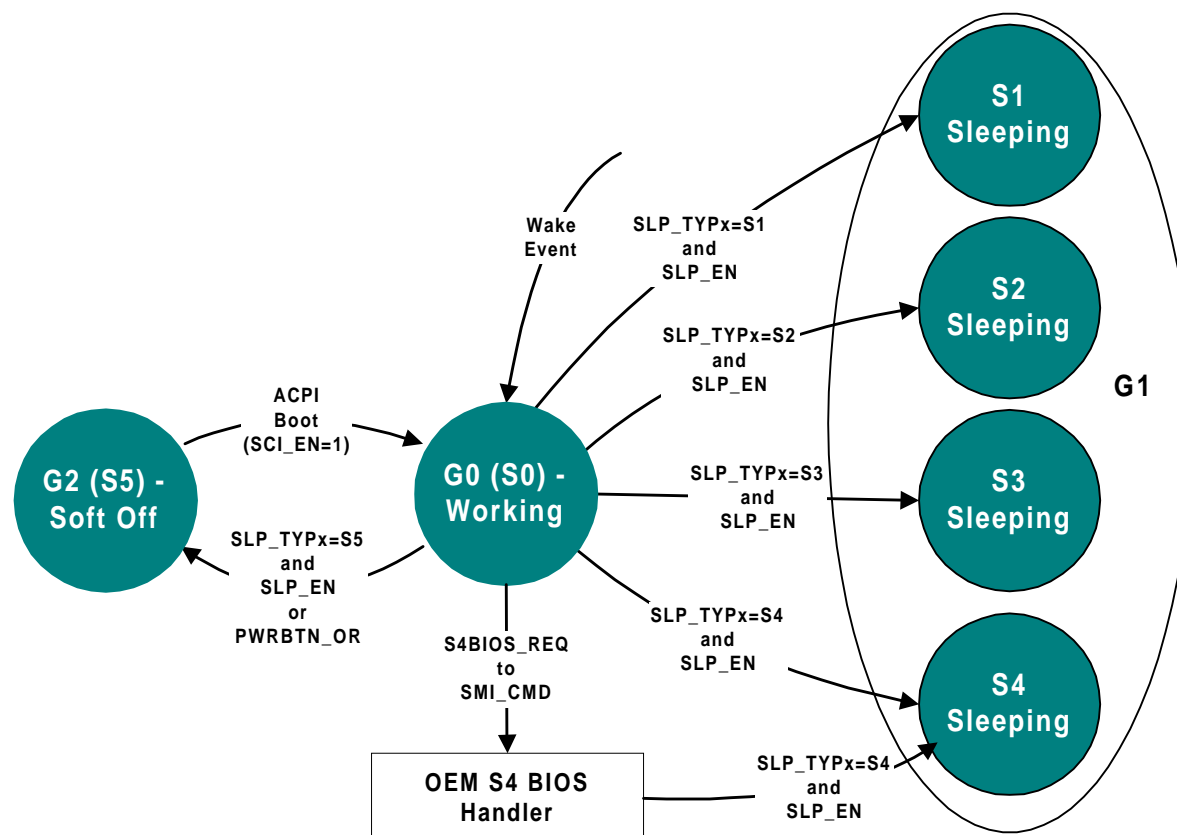 S1
Sleeping
Wake
Event
SLP_TYPx=S1
and
SLP_EN
S2
Sleeping
SLP_TYPx=S2
and
SLP_EN
G1
ACPI
Boot
(SCI_EN=1)
G2 (S5) -
Soft Off
G0 (S0) -
Working
SLP_TYPx=S3
and
SLP_EN
S3
Sleeping
SLP_TYPx=S5
and
SLP_EN
or
PWRBTN_OR
SLP_TYPx=S4
and
SLP_EN
S4BIOS_REQ
to
SMI_CMD
S4
Sleeping
OEM S4 BIOS
Handler
SLP_TYPx=S4
and
SLP_EN